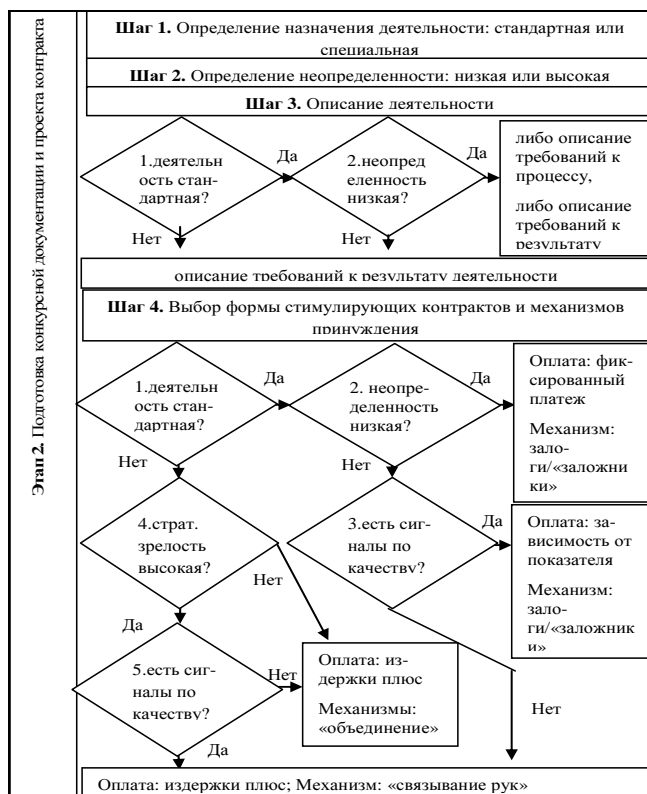 Этап 2. Подготовка конкурсной документации и проекта контракта
Шаг 1. Определение назначения деятельности: стандартная или
специальная
Шаг 2. Определение неопределенности: низкая или высокая
Шаг 3. Описание деятельности
1.деятельн
ость стан-
дартная?
Да
2.неопред
еленность
низкая?
Да
либо описание
требований к
процессу,
либо описание
требований к
результату
Нет
Нет
описание требований к результату деятельности
Шаг 4. Выбор формы стимулирующих контрактов и механизмов
принуждения
1.деятельн
ость стан-
дартная?
Да
2. неопре-
деленность
низкая?
Да
Оплата: фик-
сированный
платеж
Механизм:
зало-
ги/«заложни
ки»
Нет
Нет
4.страт.
зрелость
высокая?
Нет
3.есть сиг-
налы по
качеству?
Да
Оплата: за-
висимость от
показателя
Механизм:
зало-
ги/«заложник
и»
Да
5.есть сиг-
налы по
качеству?
Нет
Оплата: из-
держки плюс
Механизмы:
«объединение»
Нет
Да
Оплата: издержки плюс; Механизм: «связывание рук»